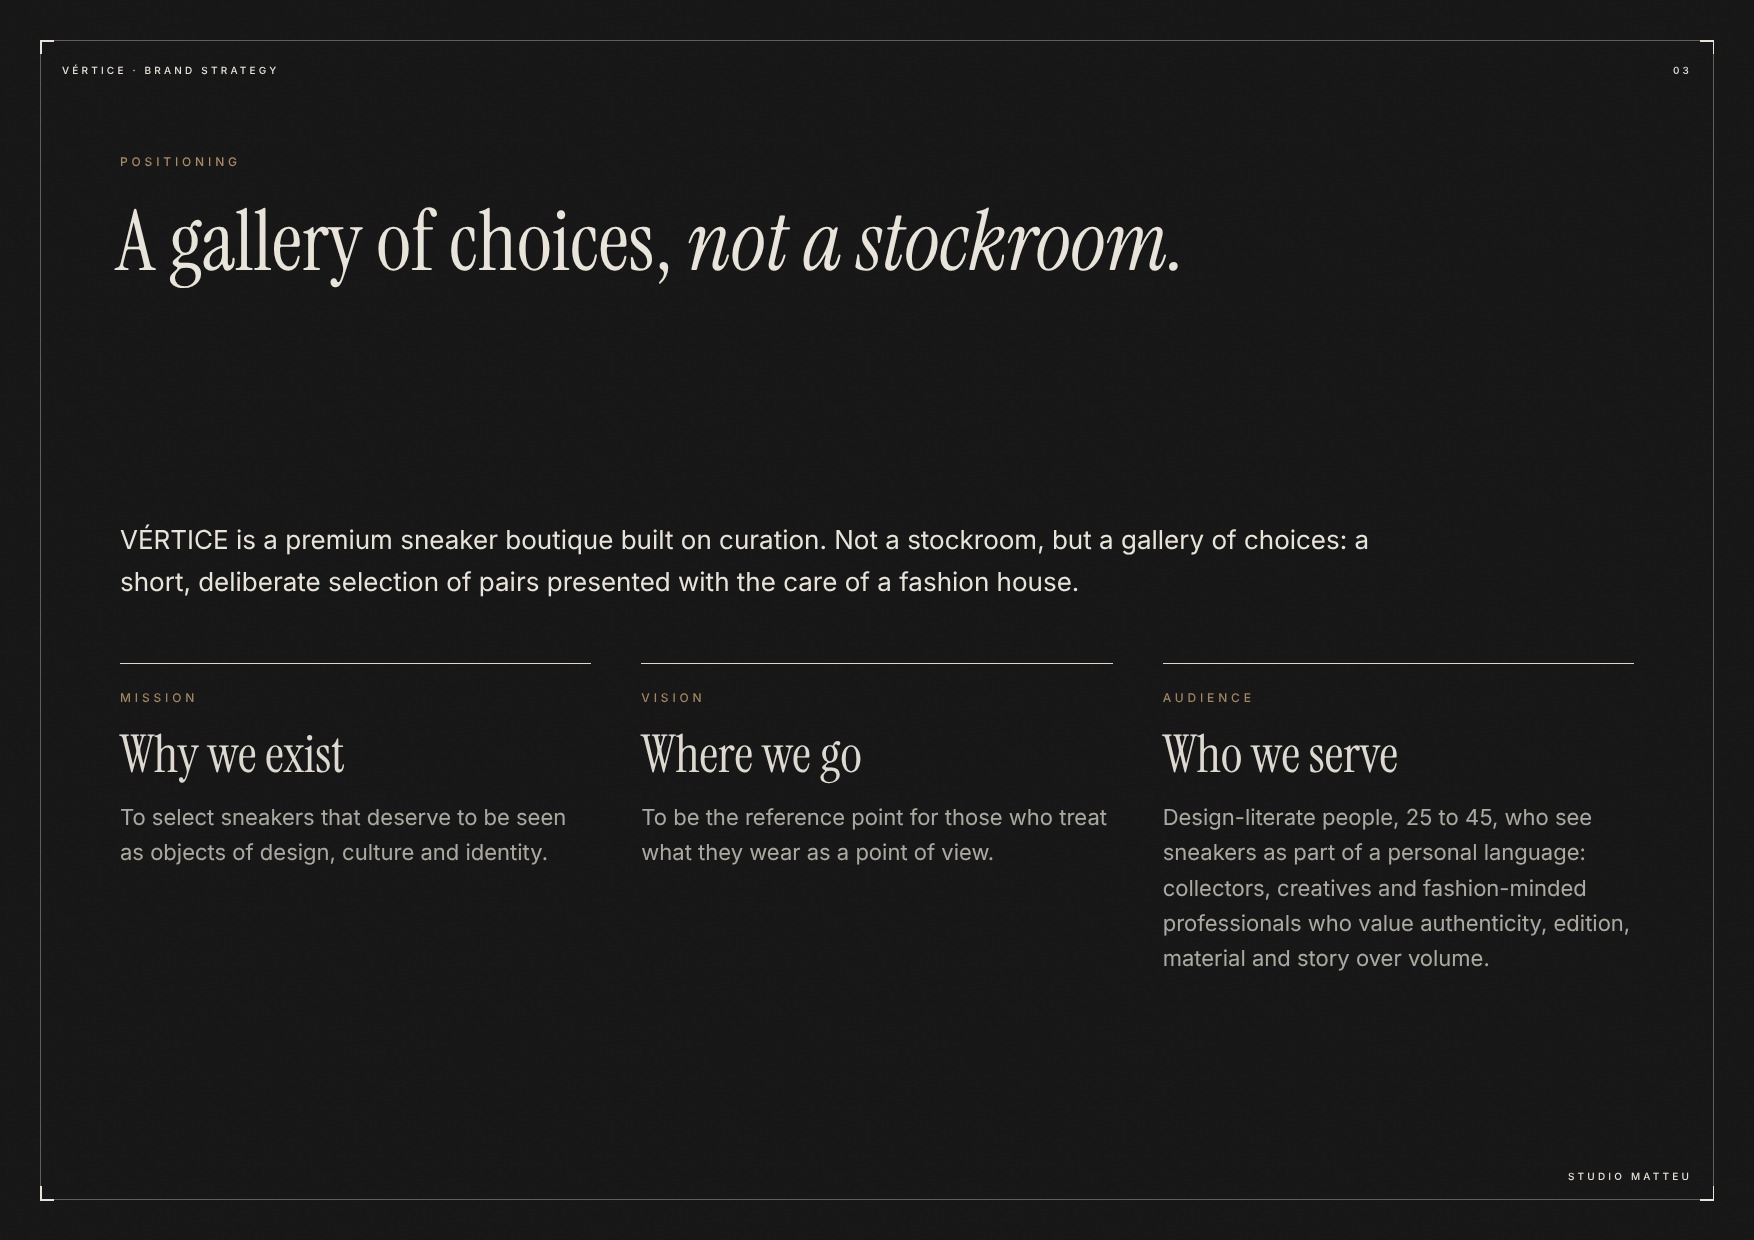 VÉRTICE · BRAND STRATEGY
03
POSITIONING
A gallery of choices, not a stockroom.
VÉRTICE is a premium sneaker boutique built on curation. Not a stockroom, but a gallery of choices: a
short, deliberate selection of pairs presented with the care of a fashion house.
MISSION
Why we exist
To select sneakers that deserve to be seen
as objects of design, culture and identity.
VISION
Where we go
To be the reference point for those who treat
what they wear as a point of view.
AUDIENCE
Who we serve
Design-literate people, 25 to 45, who see
sneakers as part of a personal language:
collectors, creatives and fashion-minded
professionals who value authenticity, edition,
material and story over volume.
STUDIO MATTEU